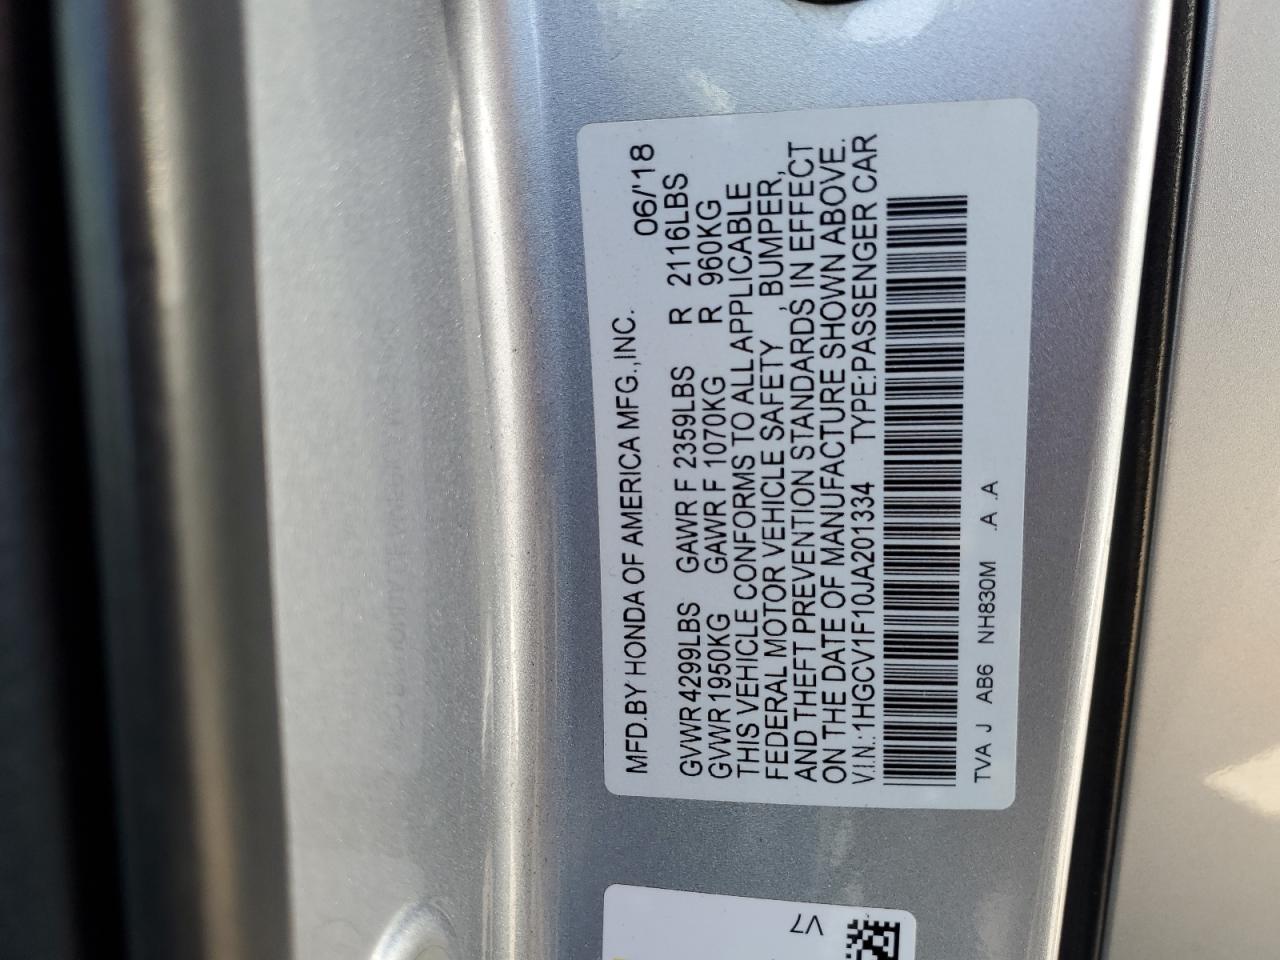 MFD.BY HONDA OF AMERICA MFG.,INC. 06/'18
GVWR 4299LBS GAWR F 2359LBS R 2116LBS
GVWR 1950KG GAWR F 1070KG R 960KG
THIS VEHICLE CONFORMS TO ALL APPLICABLE
FEDERAL MOTOR VEHICLE SAFETY , BUMPER,
AND THEFT PREVENTION STANDARDS IN EFFECT
ON THE DATE OF MANUFACTURE SHOWN ABOVE.
V.I.N.: 1HGCV1F10JA201334 TYPE:PASSENGER CAR
TVA J AB6 NH830M .A .A
V7